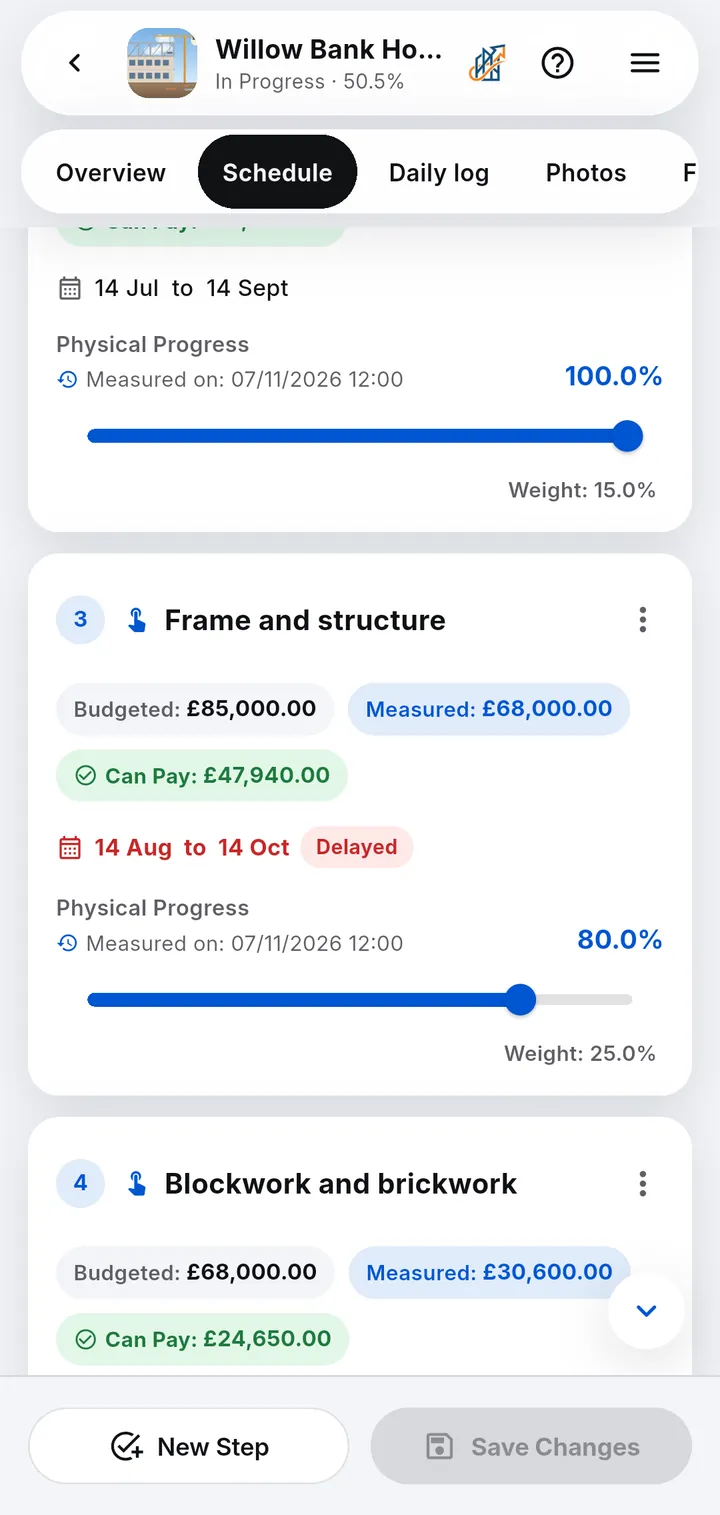 Willow Bank Ho...
In Progress · 50.5%
Overview
Schedule
Daily log
Photos
F
14 Jul to 14 Sept
Physical Progress
Measured on: 07/11/2026 12:00
100.0%
Weight: 15.0%
3
Frame and structure
Budgeted: £85,000.00
Measured: £68,000.00
Can Pay: £47,940.00
14 Aug to 14 Oct
Delayed
Physical Progress
Measured on: 07/11/2026 12:00
80.0%
Weight: 25.0%
4
Blockwork and brickwork
Budgeted: £68,000.00
Measured: £30,600.00
Can Pay: £24,650.00
New Step
Save Changes